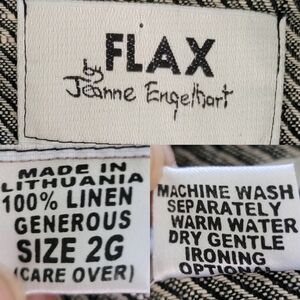 FLAX
by
Jeanne Engelhart
MADE IN
LITHUANIA
100% LINEN
GENEROUS
SIZE 2G
(CARE OVER)
MACHINE WASH
SEPARATELY
WARM WATER
DRY GENTLE
IRONING
OPTIONAL